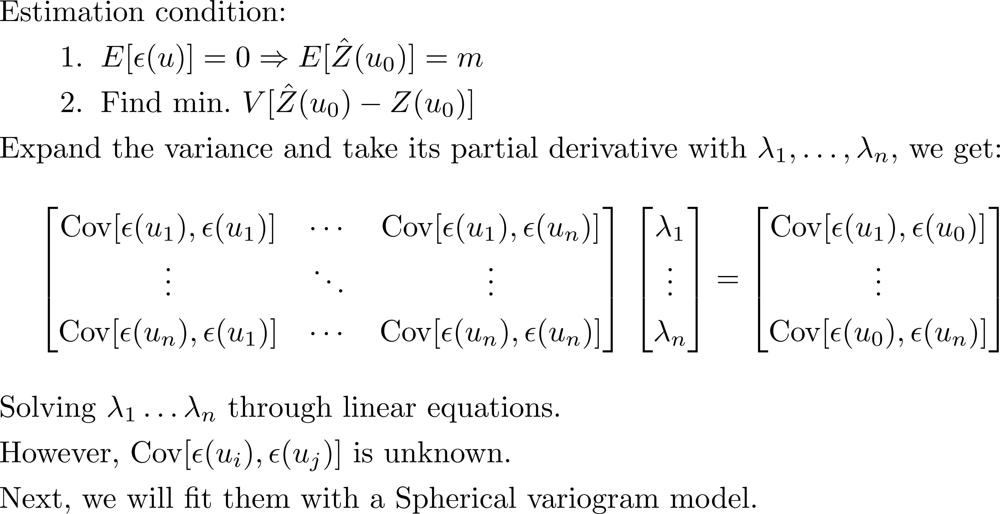 Estimation condition:
1. $E[\epsilon(u)] = 0 \Rightarrow E[\hat{Z}(u_0)] = m$
2. Find min. $V[\hat{Z}(u_0) - Z(u_0)]$
Expand the variance and take its partial derivative with $\lambda_1, \ldots, \lambda_n$, we get:
$\begin{bmatrix} \text{Cov}[\epsilon(u_1), \epsilon(u_1)] & \cdots & \text{Cov}[\epsilon(u_1), \epsilon(u_n)] \\ \vdots & \ddots & \vdots \\ \text{Cov}[\epsilon(u_n), \epsilon(u_1)] & \cdots & \text{Cov}[\epsilon(u_n), \epsilon(u_n)] \end{bmatrix} \begin{bmatrix} \lambda_1 \\ \vdots \\ \lambda_n \end{bmatrix} = \begin{bmatrix} \text{Cov}[\epsilon(u_1), \epsilon(u_0)] \\ \vdots \\ \text{Cov}[\epsilon(u_0), \epsilon(u_n)] \end{bmatrix}$
Solving $\lambda_1 \ldots \lambda_n$ through linear equations.
However, $\text{Cov}[\epsilon(u_i), \epsilon(u_j)]$ is unknown.
Next, we will fit them with a Spherical variogram model.